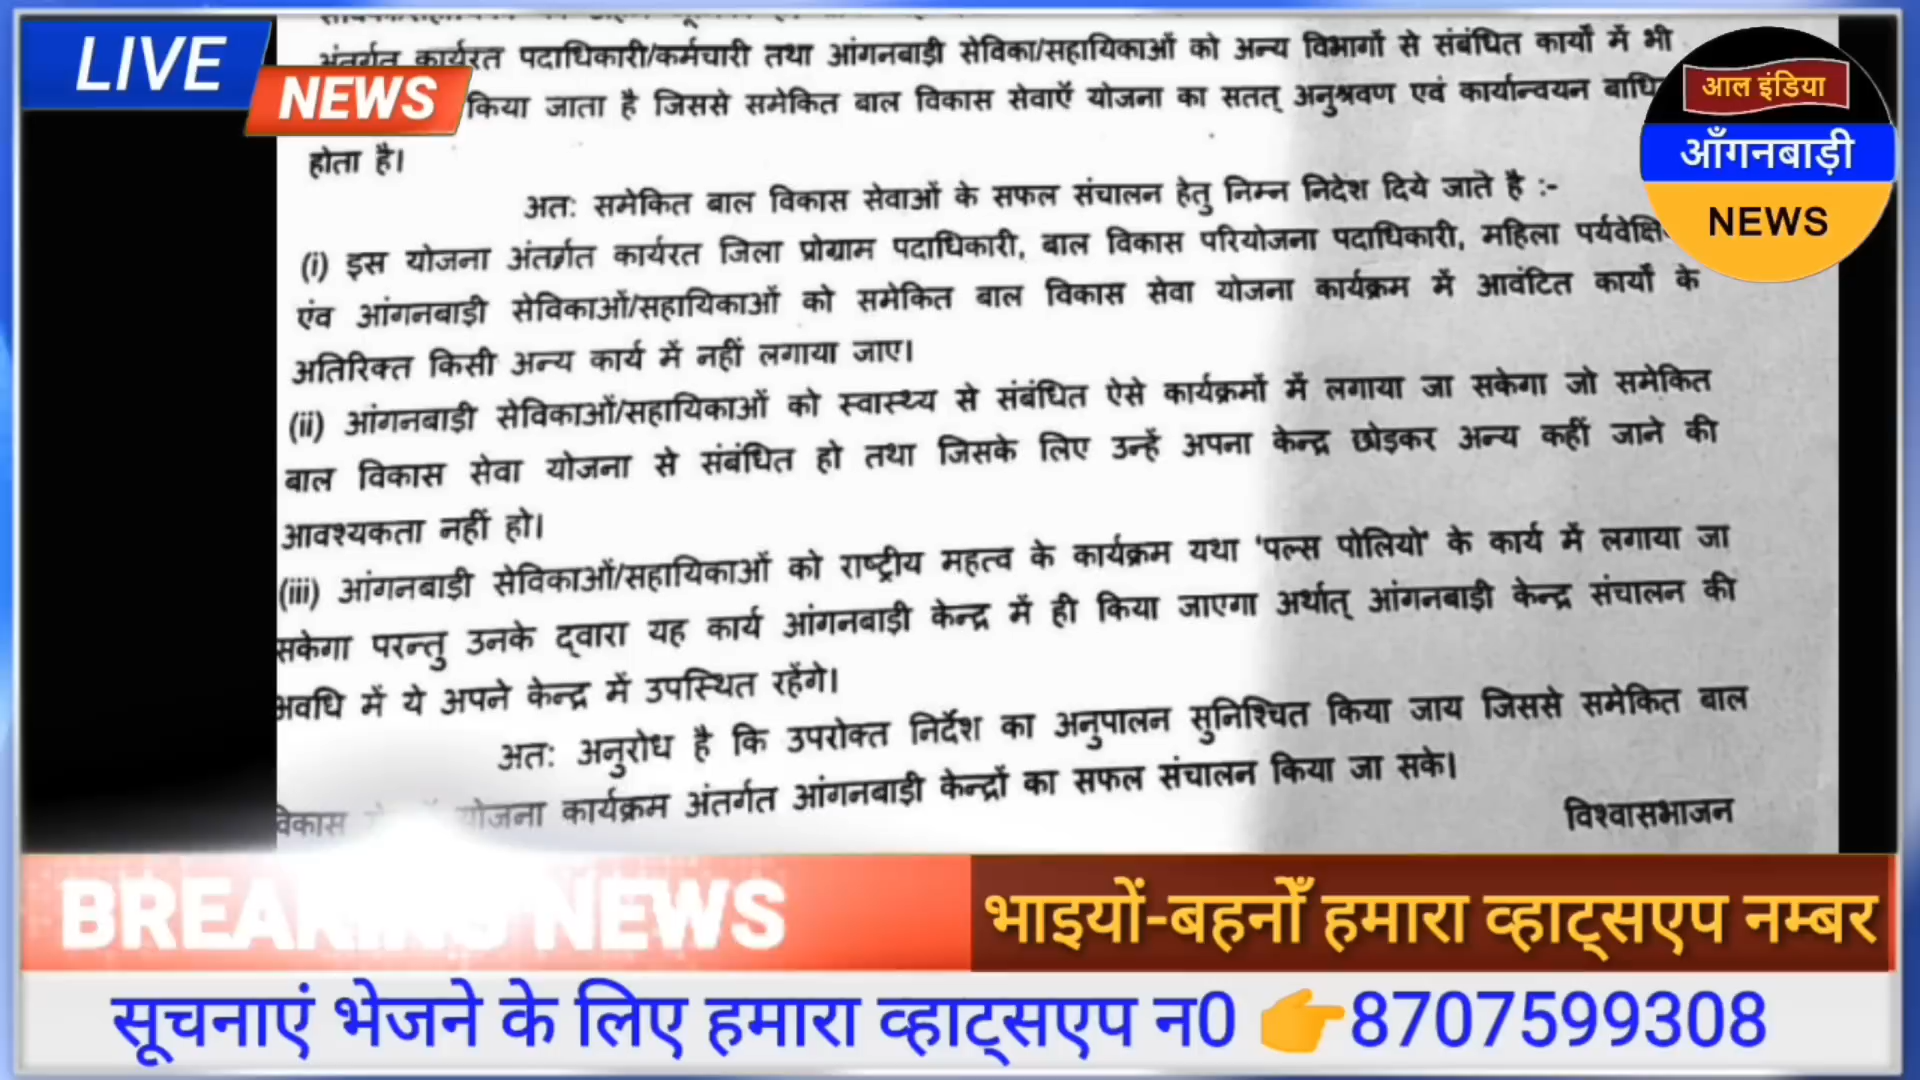 LIVE
NEWS
आल इंडिया
आँगनबाड़ी
NEWS
अंतर्गत कार्यरत पदाधिकारी/कर्मचारी तथा आंगनबाड़ी सेविका/सहायिकाओं को अन्य विभागों से संबंधित कार्यों में भी
किया जाता है जिससे समेकित बाल विकास सेवाएँ योजना का सतत् अनुश्रवण एवं कार्यान्वयन
होता है।
अतः समेकित बाल विकास सेवाओं के सफल संचालन हेतु निम्न निदेश दिये जाते है :-
(i) इस योजना अंतर्गत कार्यरत जिला प्रोग्राम पदाधिकारी, बाल विकास परियोजना पदाधिकारी, महिला
एंव आंगनबाड़ी सेविकाओं/सहायिकाओं को समेकित बाल विकास सेवा योजना कार्यक्रम में आवंटित कार्यों के
अतिरिक्त किसी अन्य कार्य में नहीं लगाया जाए।
(ii) आंगनबाड़ी सेविकाओं/सहायिकाओं को स्वास्थ्य से संबंधित ऐसे कार्यक्रमों में लगाया जा सकेगा जो समेकित
बाल विकास सेवा योजना से संबंधित हो तथा जिसके लिए उन्हें अपना केन्द्र छोड़कर अन्य कहीं जाने की
आवश्यकता नहीं हो।
(iii) आंगनबाड़ी सेविकाओं/सहायिकाओं को राष्ट्रीय महत्व के कार्यक्रम यथा 'पल्स पोलियो' के कार्य में लगाया जा
सकेगा परन्तु उनके द्वारा यह कार्य आंगनबाड़ी केन्द्र में ही किया जाएगा अर्थात् आंगनबाड़ी केन्द्र संचालन की
अवधि में ये अपने केन्द्र में उपस्थित रहेंगे।
अतः अनुरोध है कि उपरोक्त निर्देश का अनुपालन सुनिश्चित किया जाय जिससे समेकित बाल
विकास योजना कार्यक्रम अंतर्गत आंगनबाड़ी केन्द्रों का सफल संचालन किया जा सके।
विश्वासभाजन
BREAKING NEWS
भाइयों-बहनोँ हमारा व्हाट्सएप नम्बर
सूचनाएं भेजने के लिए हमारा व्हाट्सएप न0 👉8707599308